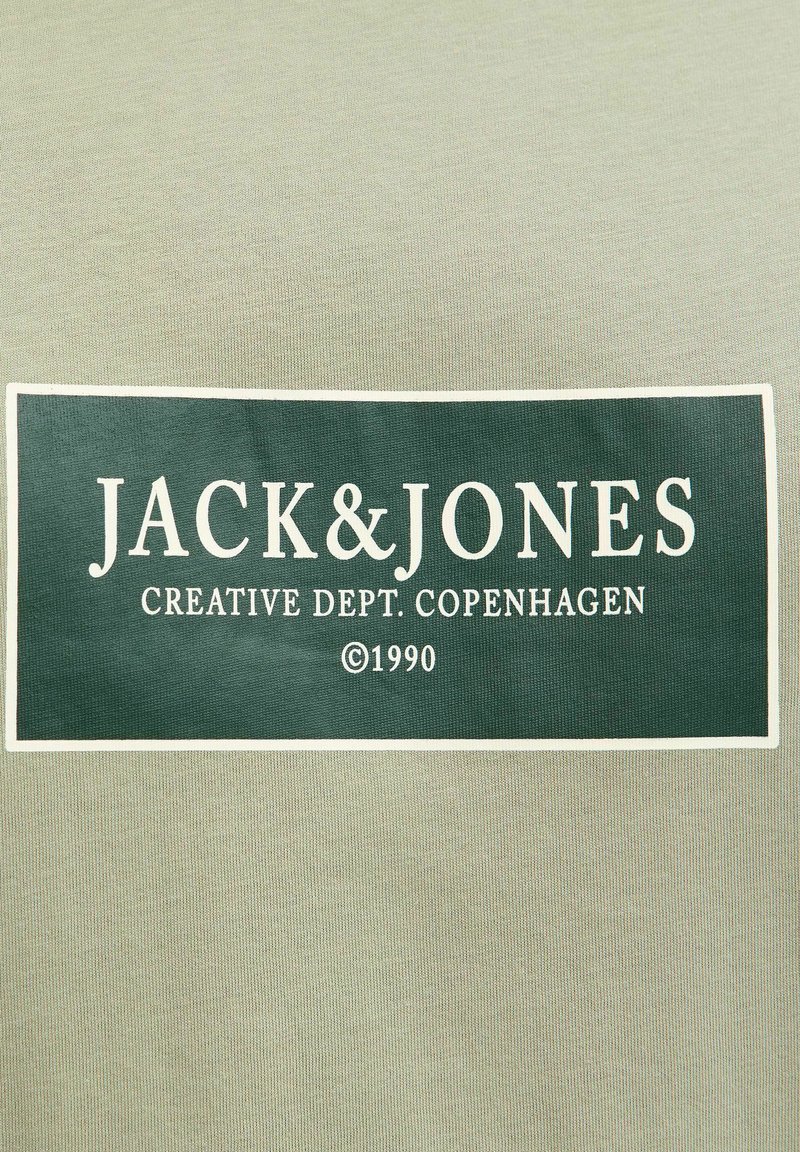 JACK&JONES
CREATIVE DEPT. COPENHAGEN
©1990